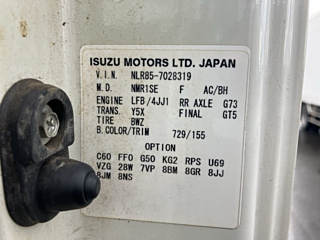 ISUZU MOTORS LTD. JAPAN
V.I.N. NLR85-7028319
M.D. NMR1SE F AC/BH
ENGINE LFB/4JJ1 RR AXLE G73
TRANS. Y5X FINAL GT5
TIRE BWZ
B.COLOR/TRIM 729/155
OPTION
C60 FF0 G50 KG2 RPS U69
VZG 28W 7VP 8BM 8GR 8JJ
8JM 8NS